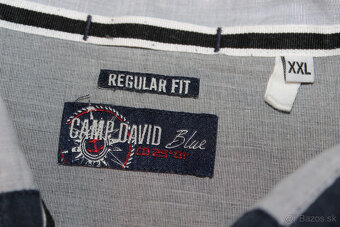 XXL
REGULAR FIT
CAMP DAVID Blue
© Bazos.sk